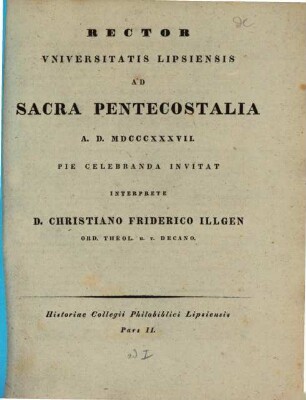 RECTOR
VNIVERSITATIS LIPSIENSIS
AD
SACRA PENTECOSTALIA
A. D. MDCCCXXXVII.
PIE CELEBRANDA INVITAT
INTERPRETE
D. CHRISTIANO FRIDERICO ILLGEN
ORD. THEOL. h. t. DECANO.
Historiae Collegii Philobiblici Lipsiensis
Pars II.